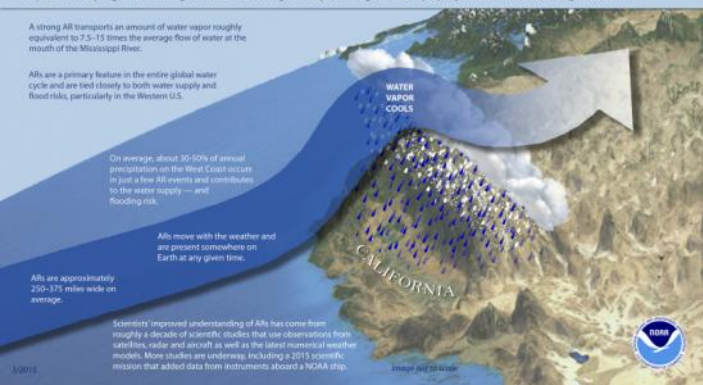 A strong AR transports an amount of water vapor roughly
equivalent to 7.5–15 times the average flow of water at the
mouth of the Mississippi River.
ARs are a primary feature in the entire global water
cycle and are tied closely to both water supply and
flood risks, particularly in the Western U.S.
WATER
VAPOR
COOLS
On average, about 30-50% of annual
precipitation on the West Coast occurs
in just a few AR events and contributes
to the water supply — and
flooding risk.
ARs move with the weather and
are present somewhere on
Earth at any given time.
CALIFORNIA
ARs are approximately
250–375 miles wide on
average.
Scientists' improved understanding of ARs has come from
roughly a decade of scientific studies that use observations from
satellites, radar and aircraft as well as the latest numerical weather
models. More studies are underway, including a 2015 scientific
mission that added data from instruments aboard a NOAA ship.
image not to scale
NOAA